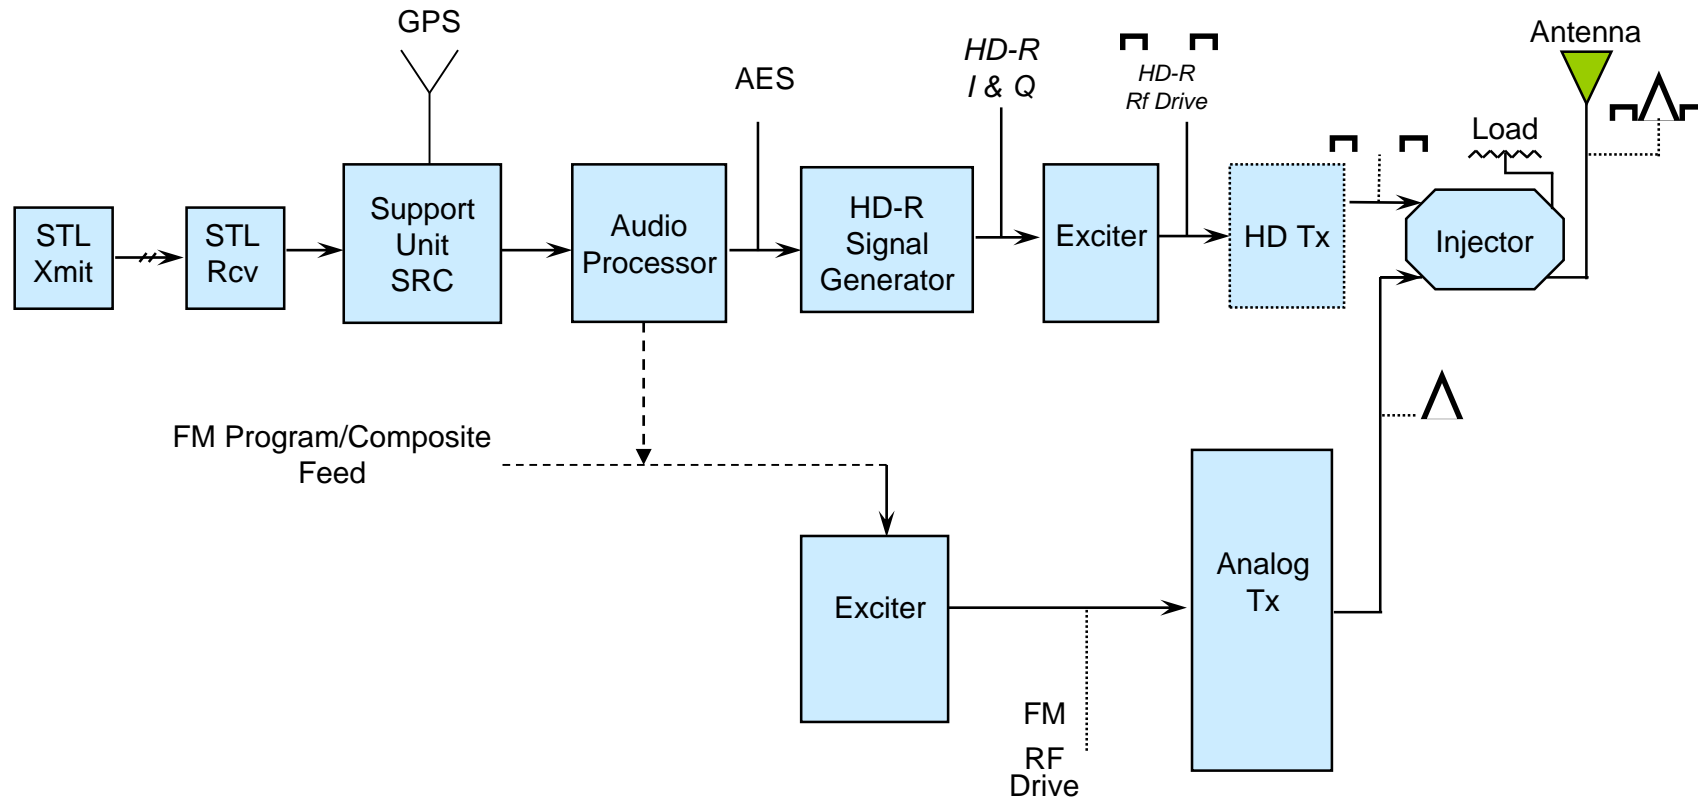 GPS
AES
HD-R
I & Q
HD-R
Rf Drive
Antenna
Load
STL
Xmit
STL
Rcv
Support
Unit
SRC
Audio
Processor
HD-R
Signal
Generator
Exciter
HD Tx
Injector
FM Program/Composite
Feed
Exciter
Analog
Tx
FM
RF
Drive